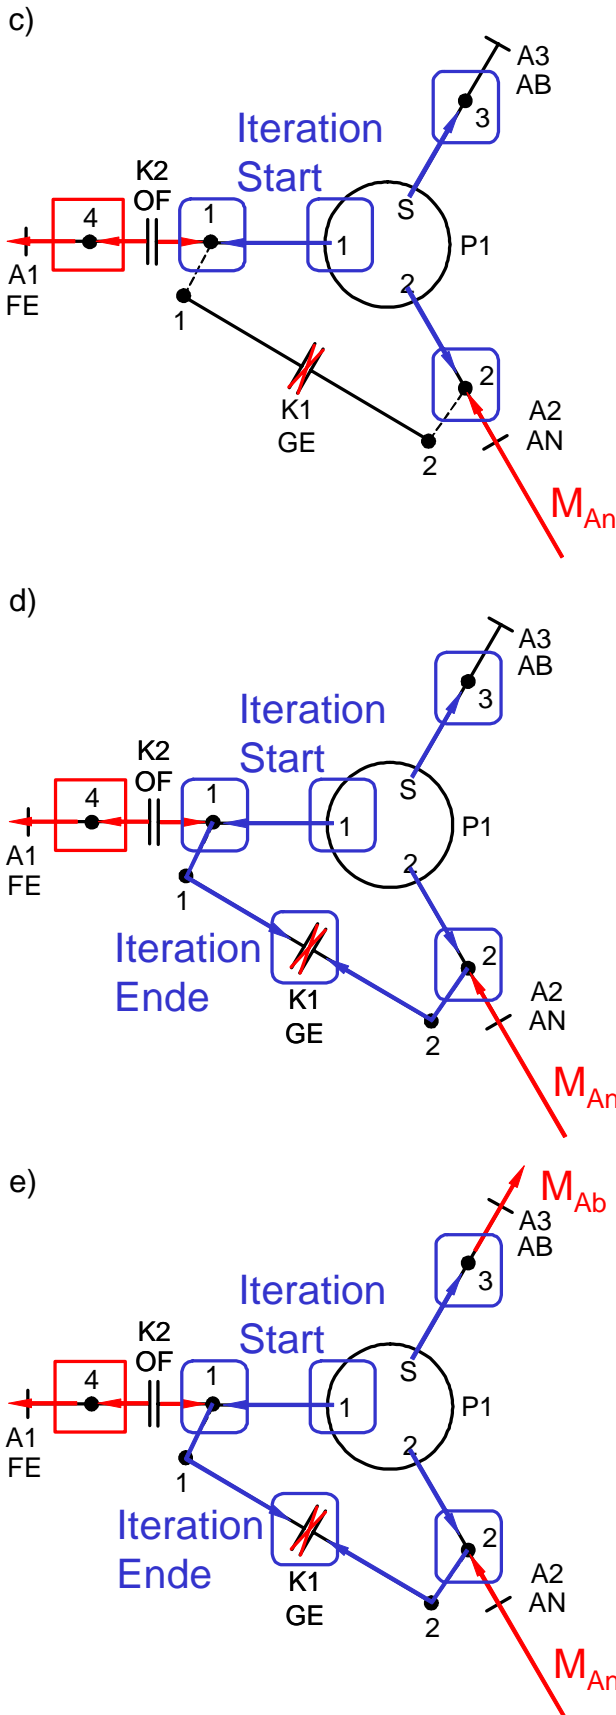 c)
A3
AB
3
Iteration
Start
K2
OF
S
4
1
1
P1
A1
FE
2
1
2
K1
GE
A2
AN
2
M_An
d)
A3
AB
3
Iteration
Start
K2
OF
S
4
1
1
P1
A1
FE
2
1
Iteration
Ende
2
K1
GE
A2
AN
2
M_An
e)
M_Ab
A3
AB
3
Iteration
Start
K2
OF
S
4
1
1
P1
A1
FE
2
1
Iteration
Ende
2
K1
GE
A2
AN
2
M_An